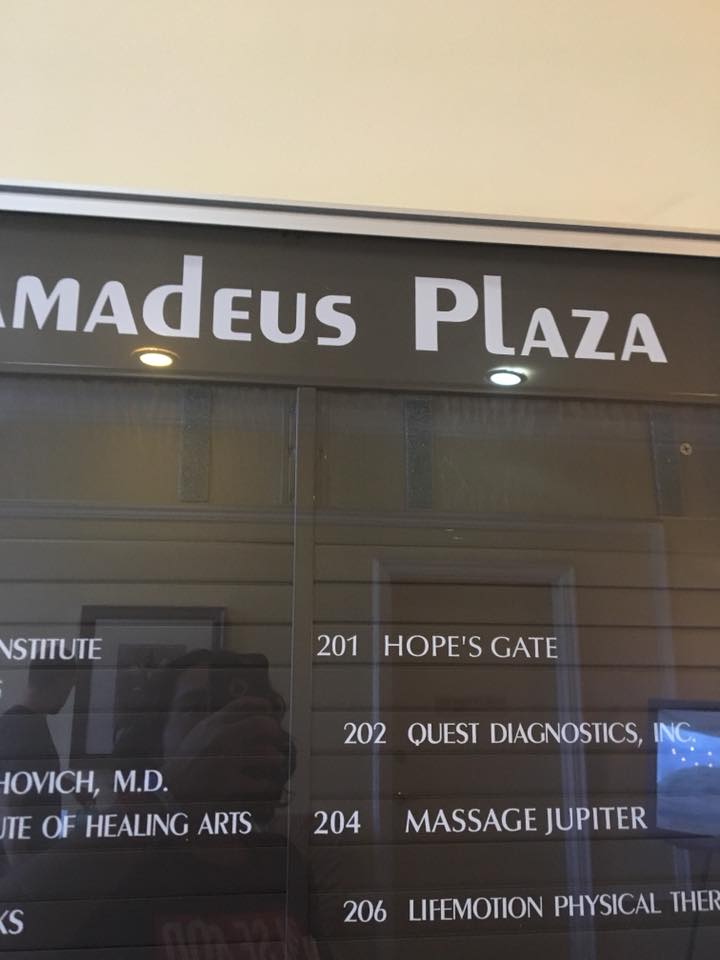 AMADEUS PLAZA
NSTITUTE
HOVICH, M.D.
UTE OF HEALING ARTS
KS
201 HOPE'S GATE
202 QUEST DIAGNOSTICS, INC.
204 MASSAGE JUPITER
206 LIFEMOTION PHYSICAL THER